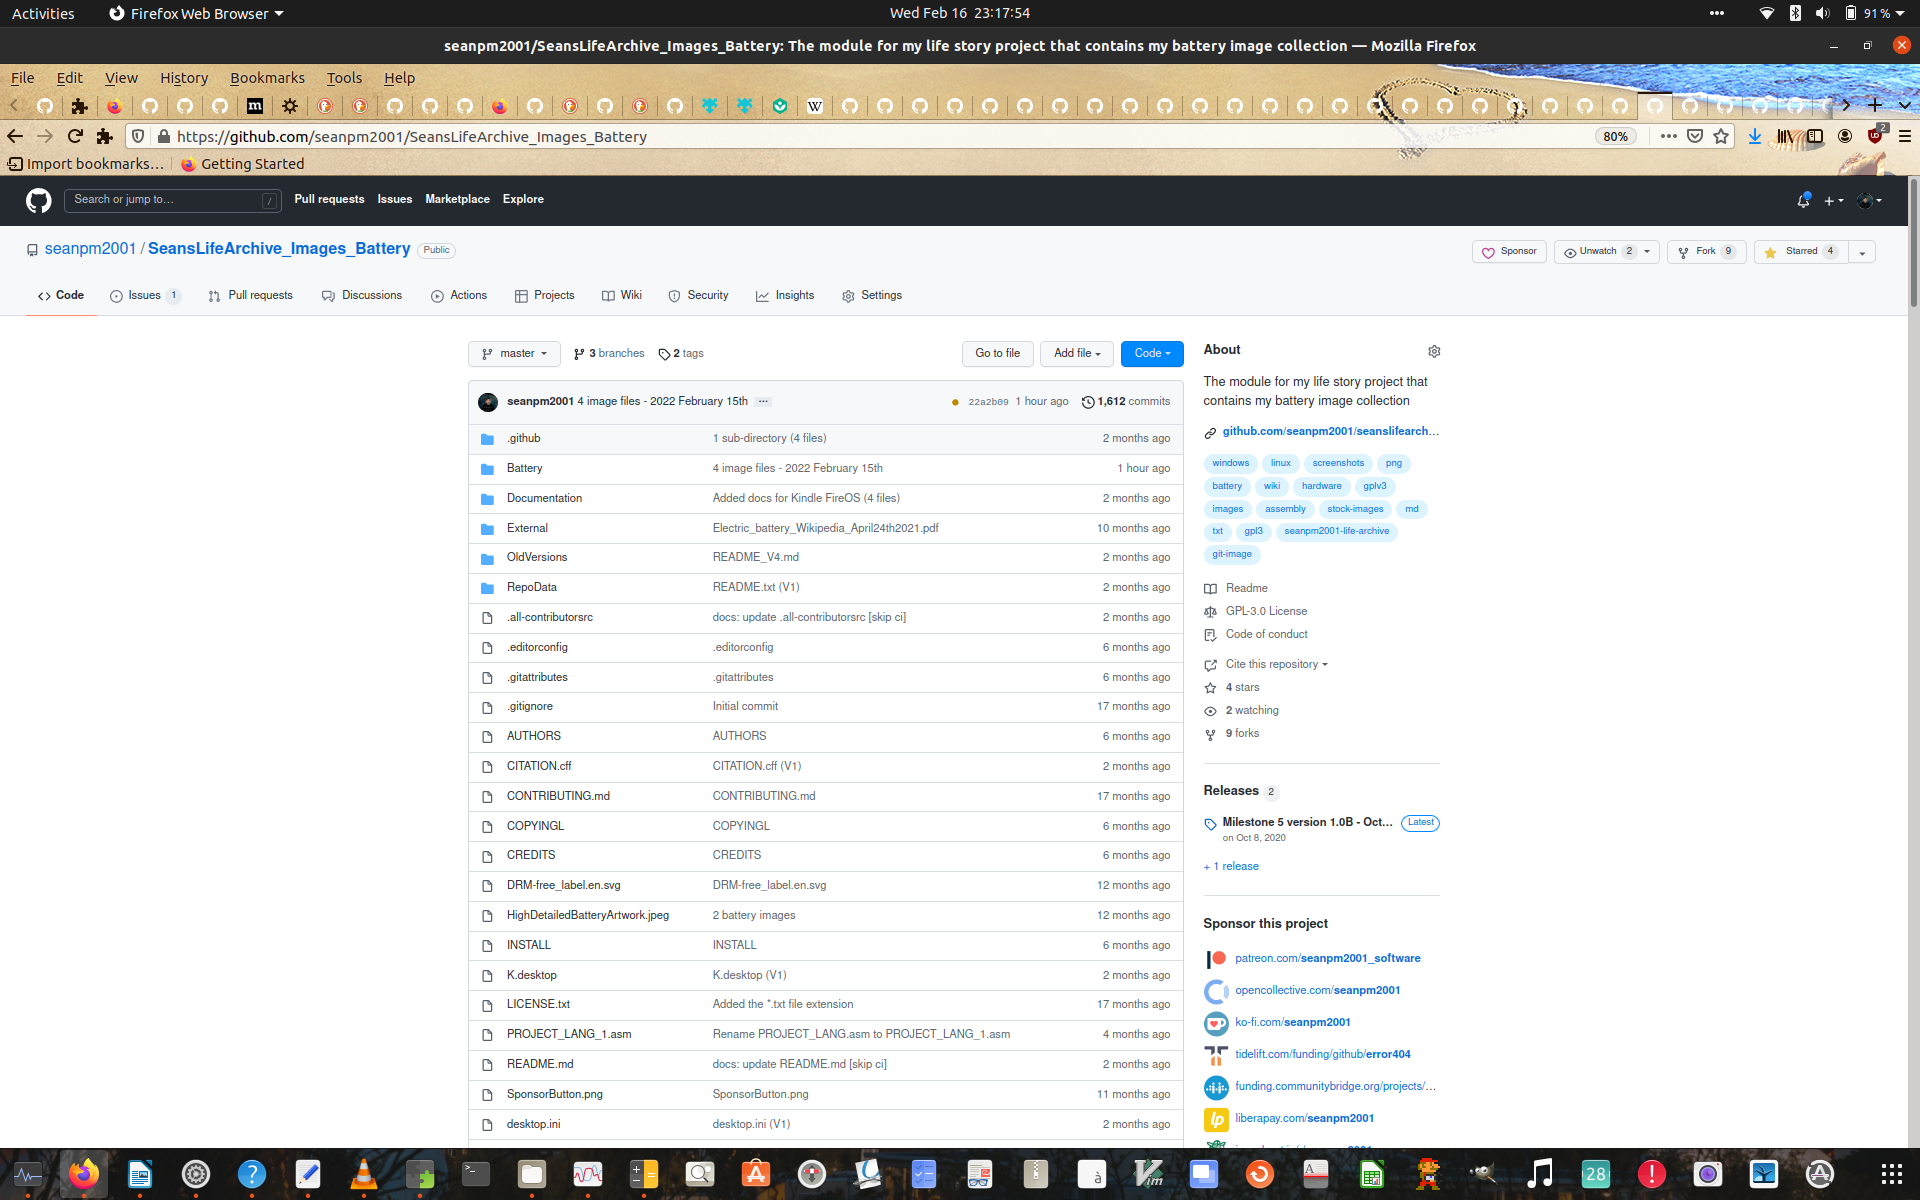 Activities Firefox Web Browser Wed Feb 16 23:17:54 91 %
seanpm2001/SeansLifeArchive_Images_Battery: The module for my life story project that contains my battery image collection — Mozilla Firefox
File Edit View History Bookmarks Tools Help
https://github.com/seanpm2001/SeansLifeArchive_Images_Battery 80% 2
Import bookmarks... Getting Started
Search or jump to... / Pull requests Issues Marketplace Explore
seanpm2001 / SeansLifeArchive_Images_Battery Public Sponsor Unwatch 2 Fork 9 Starred 4
Code Issues 1 Pull requests Discussions Actions Projects Wiki Security Insights Settings
master 3 branches 2 tags Go to file Add file Code
seanpm2001 4 image files - 2022 February 15th ... 22a2b09 1 hour ago 1,612 commits
.github 1 sub-directory (4 files) 2 months ago
Battery 4 image files - 2022 February 15th 1 hour ago
Documentation Added docs for Kindle FireOS (4 files) 2 months ago
External Electric_battery_Wikipedia_April24th2021.pdf 10 months ago
OldVersions README_V4.md 2 months ago
RepoData README.txt (V1) 2 months ago
.all-contributorsrc docs: update .all-contributorsrc [skip ci] 2 months ago
.editorconfig .editorconfig 6 months ago
.gitattributes .gitattributes 6 months ago
.gitignore Initial commit 17 months ago
AUTHORS AUTHORS 6 months ago
CITATION.cff CITATION.cff (V1) 2 months ago
CONTRIBUTING.md CONTRIBUTING.md 17 months ago
COPYINGL COPYINGL 6 months ago
CREDITS CREDITS 6 months ago
DRM-free_label.en.svg DRM-free_label.en.svg 12 months ago
HighDetailedBatteryArtwork.jpeg 2 battery images 12 months ago
INSTALL INSTALL 6 months ago
K.desktop K.desktop (V1) 2 months ago
LICENSE.txt Added the *.txt file extension 17 months ago
PROJECT_LANG_1.asm Rename PROJECT_LANG.asm to PROJECT_LANG_1.asm 4 months ago
README.md docs: update README.md [skip ci] 2 months ago
SponsorButton.png SponsorButton.png 11 months ago
desktop.ini desktop.ini (V1) 2 months ago
About
The module for my life story project that
contains my battery image collection
github.com/seanpm2001/seanslifearch...
windows linux screenshots png
battery wiki hardware gplv3
images assembly stock-images md
txt gpl3 seanpm2001-life-archive
git-image
Readme
GPL-3.0 License
Code of conduct
Cite this repository
4 stars
2 watching
9 forks
Releases 2
Milestone 5 version 1.0B - Oct... Latest
on Oct 8, 2020
+ 1 release
Sponsor this project
patreon.com/seanpm2001_software
opencollective.com/seanpm2001
ko-fi.com/seanpm2001
tidelift.com/funding/github/error404
funding.communitybridge.org/projects/...
liberapay.com/seanpm2001
28